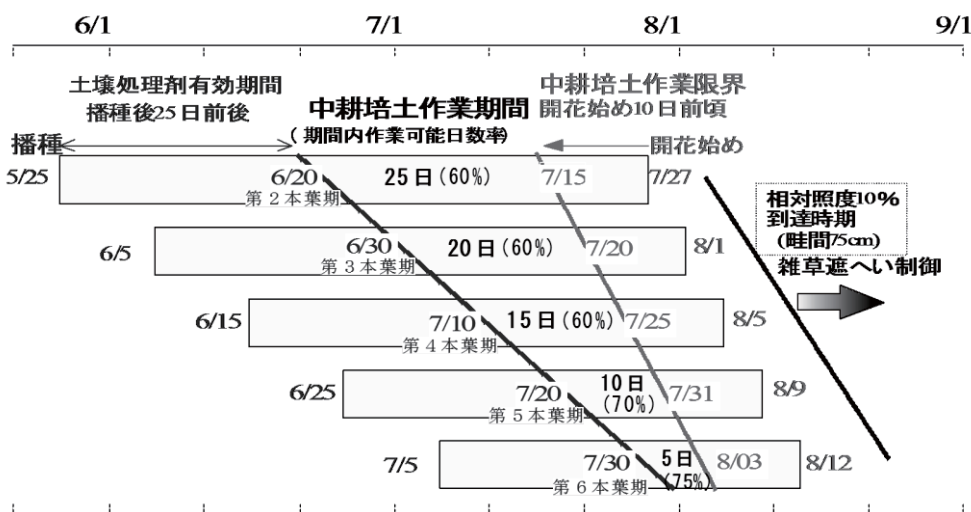 6/1 7/1 8/1 9/1
土壌処理剤有効期間
播種後25日前後
中耕培土作業期間
(期間内作業可能日数率)
中耕培土作業限界
開花始め10日前頃
播種
開花始め
5/25 6/20 25日(60%) 7/15 7/27
第2本葉期
相対照度10%
到達時期
(畦間75cm)
6/5 6/30 20日(60%) 7/20 8/1
第3本葉期
雑草遮へい制御
6/15 7/10 15日(60%) 7/25 8/5
第4本葉期
6/25 7/20 10日 7/31 8/9
(70%)
第5本葉期
7/5 7/30 5日 8/03 8/12
(75%)
第6本葉期